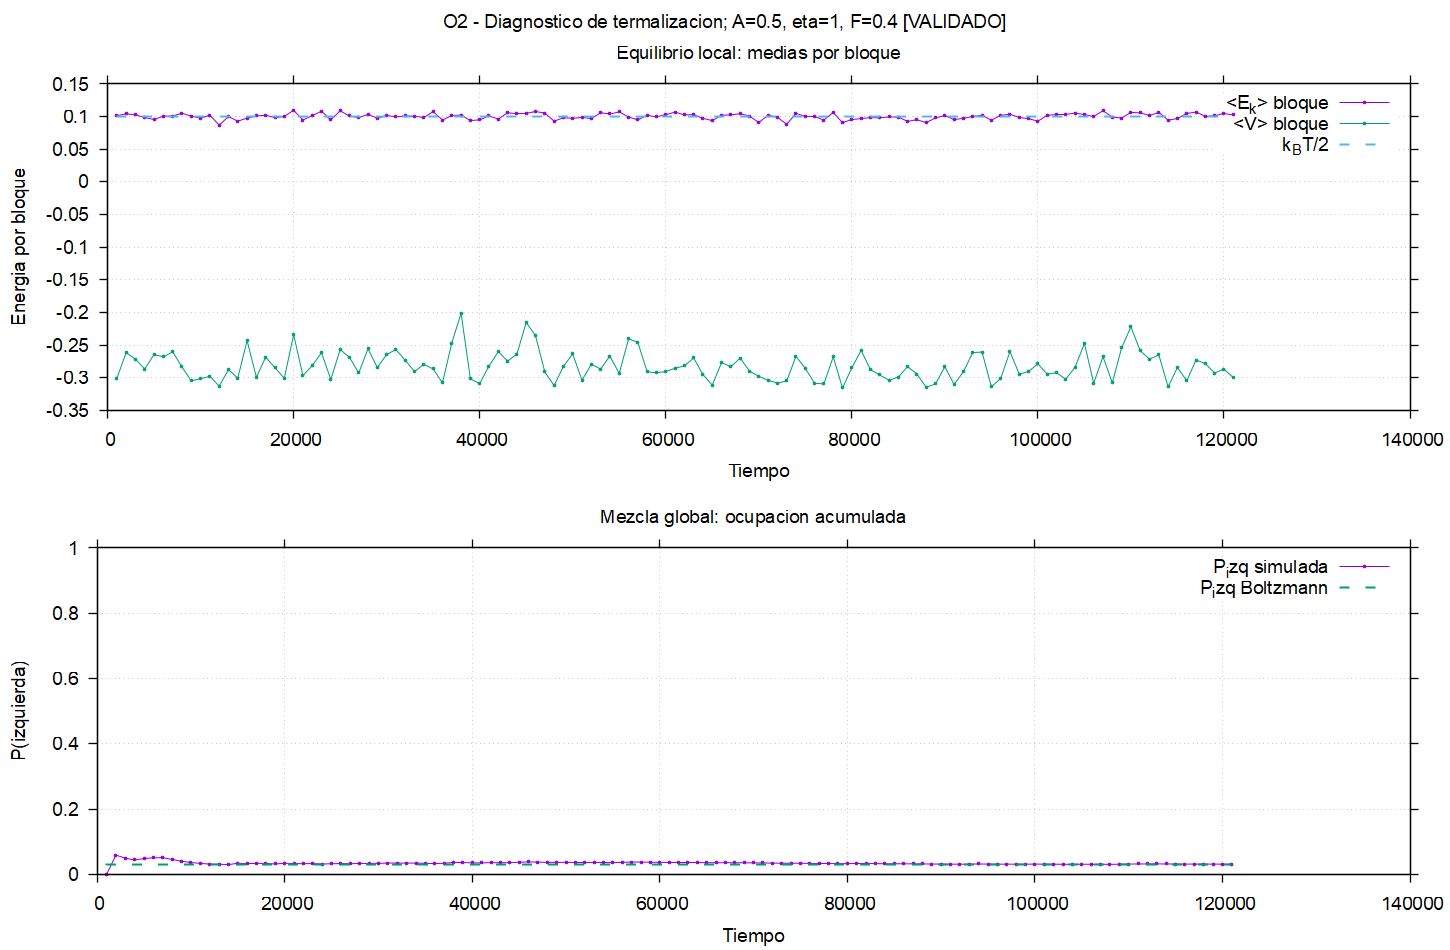 O2 - Diagnostico de termalizacion; A=0.5, eta=1, F=0.4 [VALIDADO]
Equilibrio local: medias por bloque
0.15
0.1
0.05
0
-0.05
-0.1
-0.15
-0.2
-0.25
-0.3
-0.35
Energia por bloque
<E_k> bloque
<V> bloque
k_BT/2
0 20000 40000 60000 80000 100000 120000 140000
Tiempo
Mezcla global: ocupacion acumulada
1
0.8
0.6
0.4
0.2
0
P(izquierda)
P_izq simulada
P_izq Boltzmann
0 20000 40000 60000 80000 100000 120000 140000
Tiempo